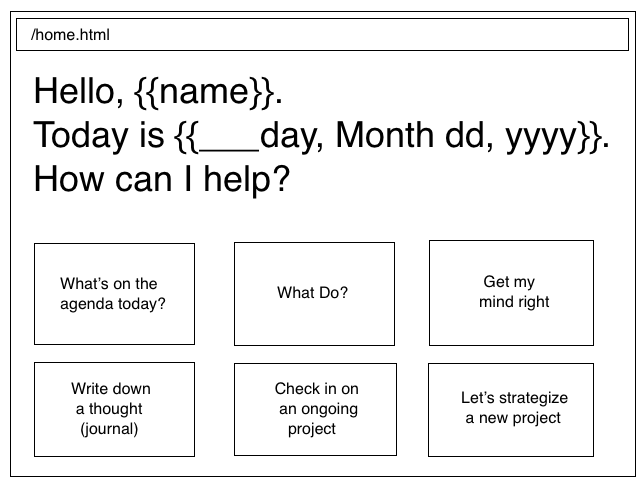 /home.html
Hello, {{name}}.
Today is {{___day, Month dd, yyyy}}.
How can I help?
What's on the
agenda today?
What Do?
Get my
mind right
Write down
a thought
(journal)
Check in on
an ongoing
project
Let's strategize
a new project